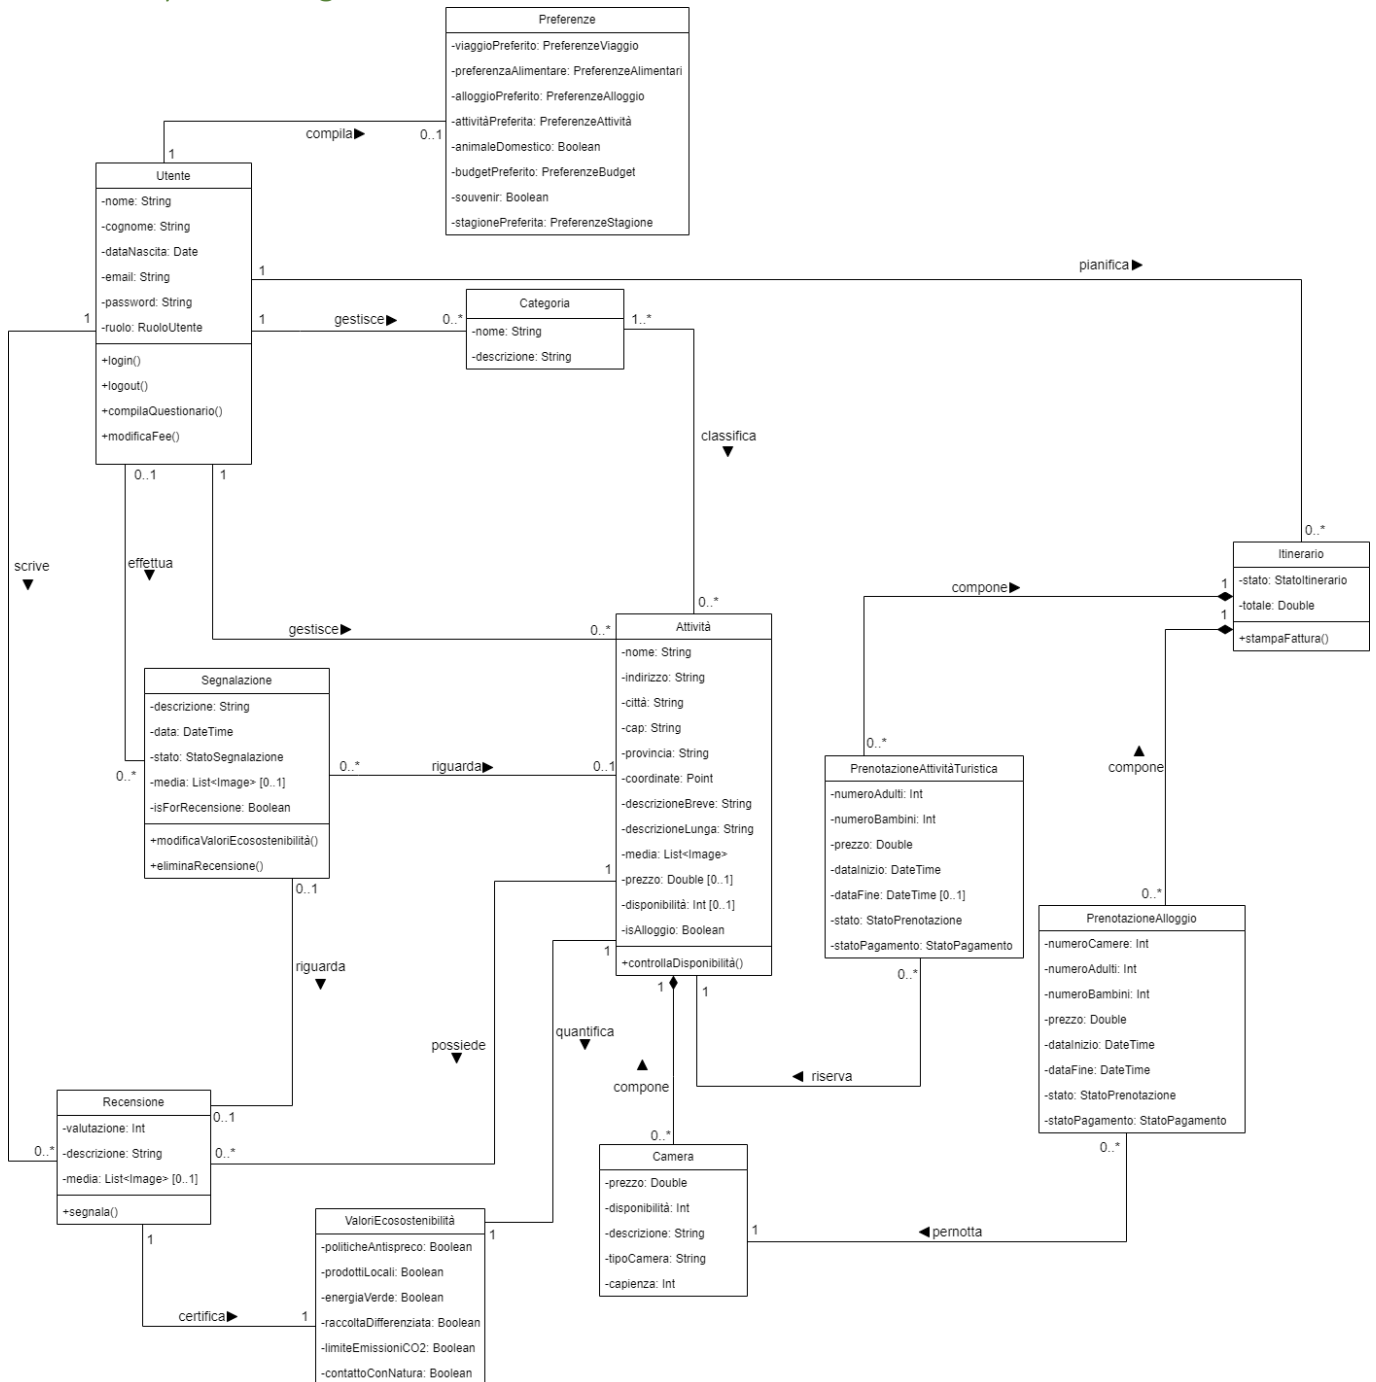 Preferenze
-viaggioPreferito: PreferenzeViaggio
-preferenzaAlimentare: PreferenzeAlimentari
-alloggioPreferito: PreferenzeAlloggio
-attivitàPreferita: PreferenzeAttività
-animaleDomestico: Boolean
-budgetPreferito: PreferenzeBudget
-souvenir: Boolean
-stagionePreferita: PreferenzeStagione
compila
0..1
1
Utente
-nome: String
-cognome: String
-dataNascita: Date
-email: String
-password: String
-ruolo: RuoloUtente
+login()
+logout()
+compilaQuestionario()
+modificaFee()
1
pianifica
0..*
1
gestisce
0..*
Categoria
-nome: String
-descrizione: String
1..*
classifica
0..*
1
scrive
0..*
0..1
effettua
0..*
1
gestisce
0..*
Itinerario
-stato: StatoItinerario
-totale: Double
+stampaFattura()
1
compone
0..*
1
compone
0..*
Attività
-nome: String
-indirizzo: String
-città: String
-cap: String
-provincia: String
-coordinate: Point
-descrizioneBreve: String
-descrizioneLunga: String
-media: List<Image>
-prezzo: Double [0..1]
-disponibilità: Int [0..1]
-isAlloggio: Boolean
+controllaDisponibilità()
Segnalazione
-descrizione: String
-data: DateTime
-stato: StatoSegnalazione
-media: List<Image> [0..1]
-isForRecensione: Boolean
+modificaValoriEcosostenibilità()
+eliminaRecensione()
0..*
riguarda
0..1
0..1
riguarda
0..1
PrenotazioneAttivitàTuristica
-numeroAdulti: Int
-numeroBambini: Int
-prezzo: Double
-dataInizio: DateTime
-dataFine: DateTime [0..1]
-stato: StatoPrenotazione
-statoPagamento: StatoPagamento
0..*
riserva
1
PrenotazioneAlloggio
-numeroCamere: Int
-numeroAdulti: Int
-numeroBambini: Int
-prezzo: Double
-dataInizio: DateTime
-dataFine: DateTime
-stato: StatoPrenotazione
-statoPagamento: StatoPagamento
0..*
pernotta
1
1
possiede
0..*
1
quantifica
1
1
compone
0..*
Recensione
-valutazione: Int
-descrizione: String
-media: List<Image> [0..1]
+segnala()
1
certifica
1
Camera
-prezzo: Double
-disponibilità: Int
-descrizione: String
-tipoCamera: String
-capienza: Int
ValoriEcosostenibilità
-politicheAntispreco: Boolean
-prodottiLocali: Boolean
-energiaVerde: Boolean
-raccoltaDifferenziata: Boolean
-limiteEmissioniCO2: Boolean
-contattoConNatura: Boolean